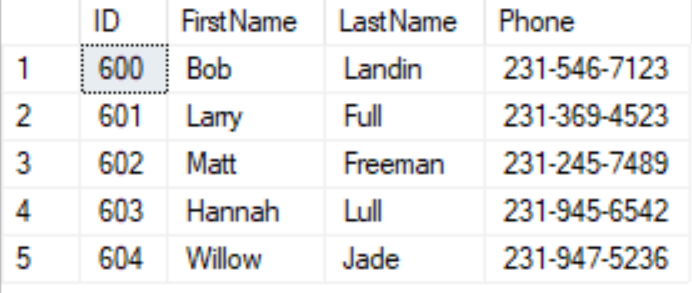 ID FirstName LastName Phone
1 600 Bob Landin 231-546-7123
2 601 Larry Full 231-369-4523
3 602 Matt Freeman 231-245-7489
4 603 Hannah Lull 231-945-6542
5 604 Willow Jade 231-947-5236